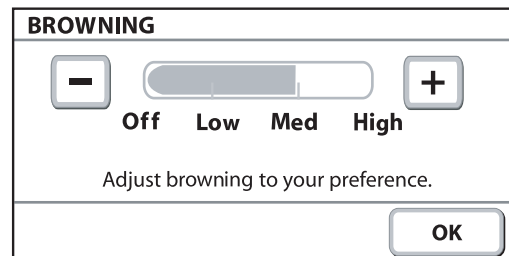 BROWNING
− +
Off Low Med High
Adjust browning to your preference.
OK